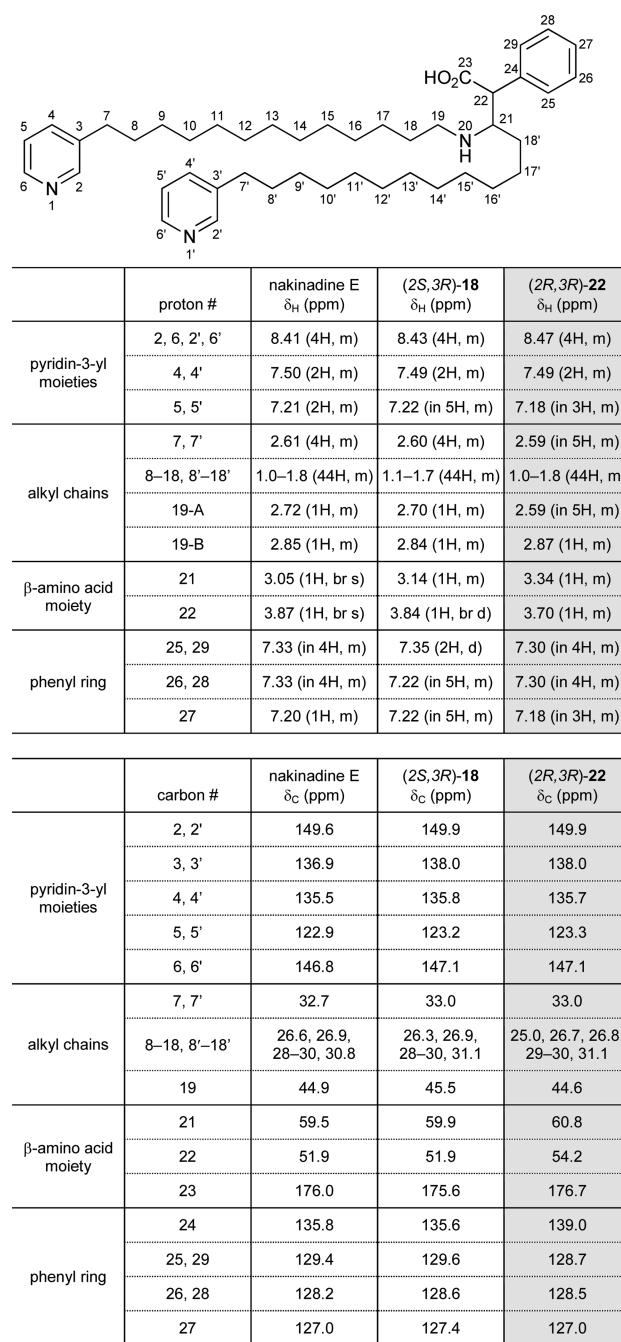 28
29
27
23
24
HO2C
26
22
25
19
20
21
N
H
18'
17'
4
5
3
7
8
9
10
11
12
13
14
15
16
17
18
6
N
2
1
4'
5'
3'
7'
8'
9'
10'
11'
12'
13'
14'
15'
16'
6'
N
2'
1'
proton # nakinadine E δH (ppm) (2S,3R)-18 δH (ppm) (2R,3R)-22 δH (ppm)
pyridin-3-yl moieties
2, 6, 2', 6’ 8.41 (4H, m) 8.43 (4H, m) 8.47 (4H, m)
4, 4’ 7.50 (2H, m) 7.49 (2H, m) 7.49 (2H, m)
5, 5’ 7.21 (2H, m) 7.22 (in 5H, m) 7.18 (in 3H, m)
alkyl chains
7, 7’ 2.61 (4H, m) 2.60 (4H, m) 2.59 (in 5H, m)
8–18, 8’–18’ 1.0–1.8 (44H, m) 1.1–1.7 (44H, m) 1.0–1.8 (44H, m
19-A 2.72 (1H, m) 2.70 (1H, m) 2.59 (in 5H, m)
19-B 2.85 (1H, m) 2.84 (1H, m) 2.87 (1H, m)
β-amino acid moiety
21 3.05 (1H, br s) 3.14 (1H, m) 3.34 (1H, m)
22 3.87 (1H, br s) 3.84 (1H, br d) 3.70 (1H, m)
phenyl ring
25, 29 7.33 (in 4H, m) 7.35 (2H, d) 7.30 (in 4H, m)
26, 28 7.33 (in 4H, m) 7.22 (in 5H, m) 7.30 (in 4H, m)
27 7.20 (1H, m) 7.22 (in 5H, m) 7.18 (in 3H, m)
carbon # nakinadine E δC (ppm) (2S,3R)-18 δC (ppm) (2R,3R)-22 δC (ppm)
pyridin-3-yl moieties
2, 2' 149.6 149.9 149.9
3, 3’ 136.9 138.0 138.0
4, 4’ 135.5 135.8 135.7
5, 5’ 122.9 123.2 123.3
6, 6' 146.8 147.1 147.1
alkyl chains
7, 7’ 32.7 33.0 33.0
8–18, 8′–18’ 26.6, 26.9, 28–30, 30.8 26.3, 26.9, 28–30, 31.1 25.0, 26.7, 26.8 29–30, 31.1
19 44.9 45.5 44.6
β-amino acid moiety
21 59.5 59.9 60.8
22 51.9 51.9 54.2
23 176.0 175.6 176.7
phenyl ring
24 135.8 135.6 139.0
25, 29 129.4 129.6 128.7
26, 28 128.2 128.6 128.5
27 127.0 127.4 127.0